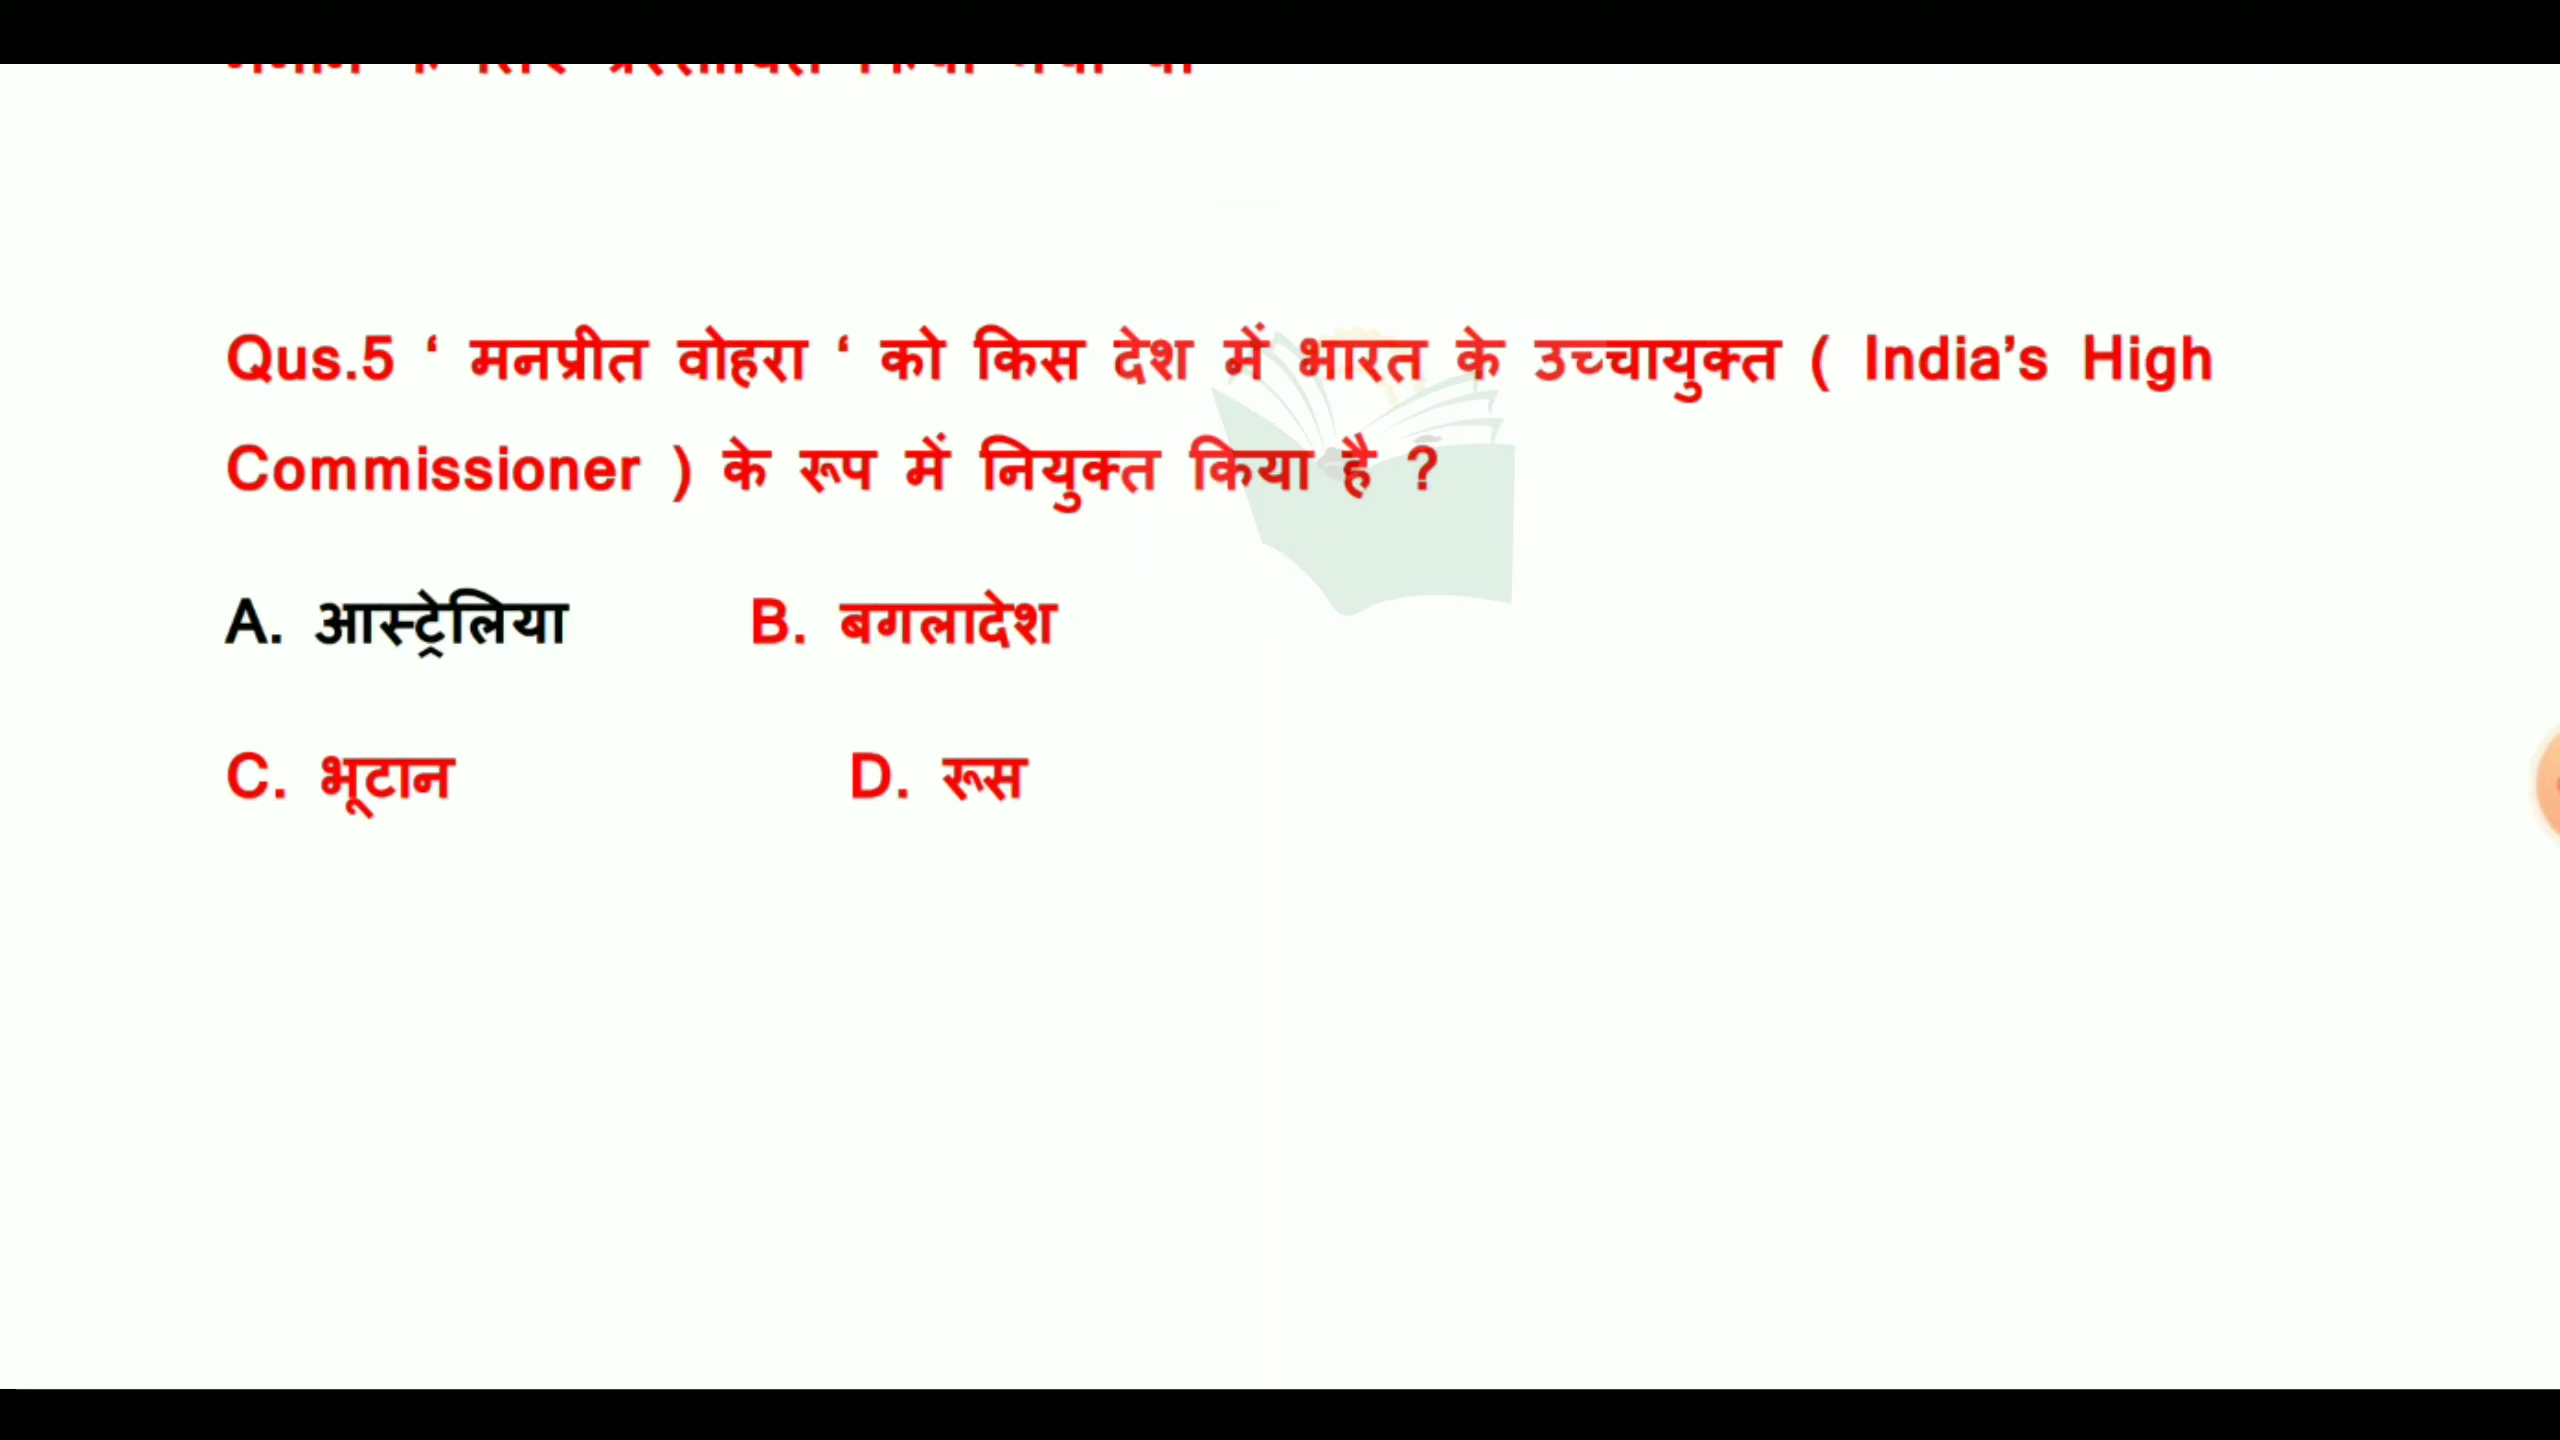 Qus.5 ‘ मनप्रीत वोहरा ‘ को किस देश में भारत के उच्चायुक्त ( India’s High
Commissioner ) के रूप में नियुक्त किया है ?
A. आस्ट्रेलिया B. बगलादेश
C. भूटान D. रूस